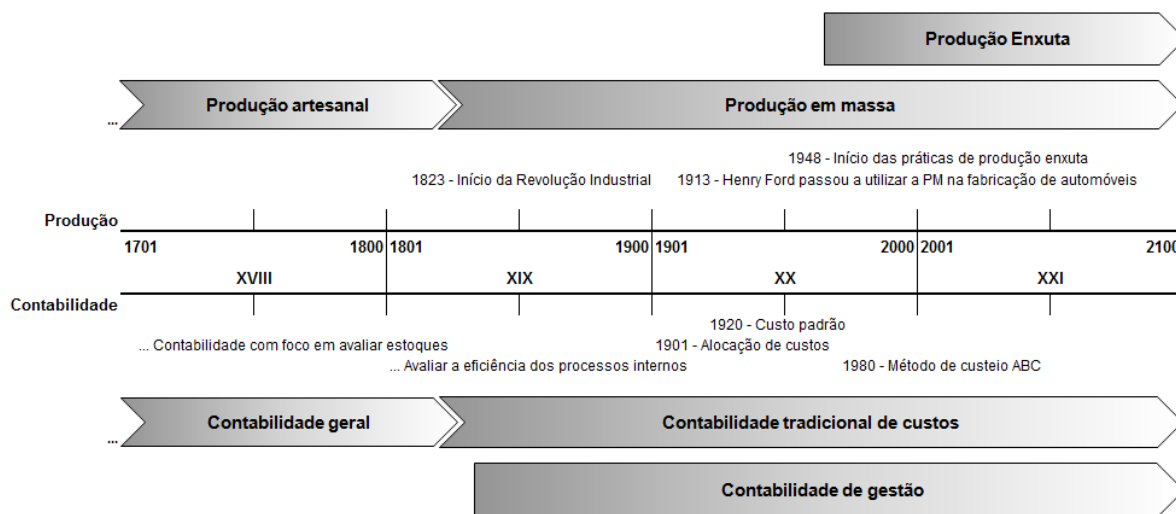 Produção Enxuta
Produção artesanal
Produção em massa
...
1948 - Início das práticas de produção enxuta
1823 - Início da Revolução Industrial
1913 - Henry Ford passou a utilizar a PM na fabricação de automóveis
Produção
1701 1800 1801 1900 1901 2000 2001 2100
XVIII XIX XX XXI
Contabilidade
1920 - Custo padrão
... Contabilidade com foco em avaliar estoques
1901 - Alocação de custos
... Avaliar a eficiência dos processos internos
1980 - Método de custeio ABC
Contabilidade geral
Contabilidade tradicional de custos
...
Contabilidade de gestão